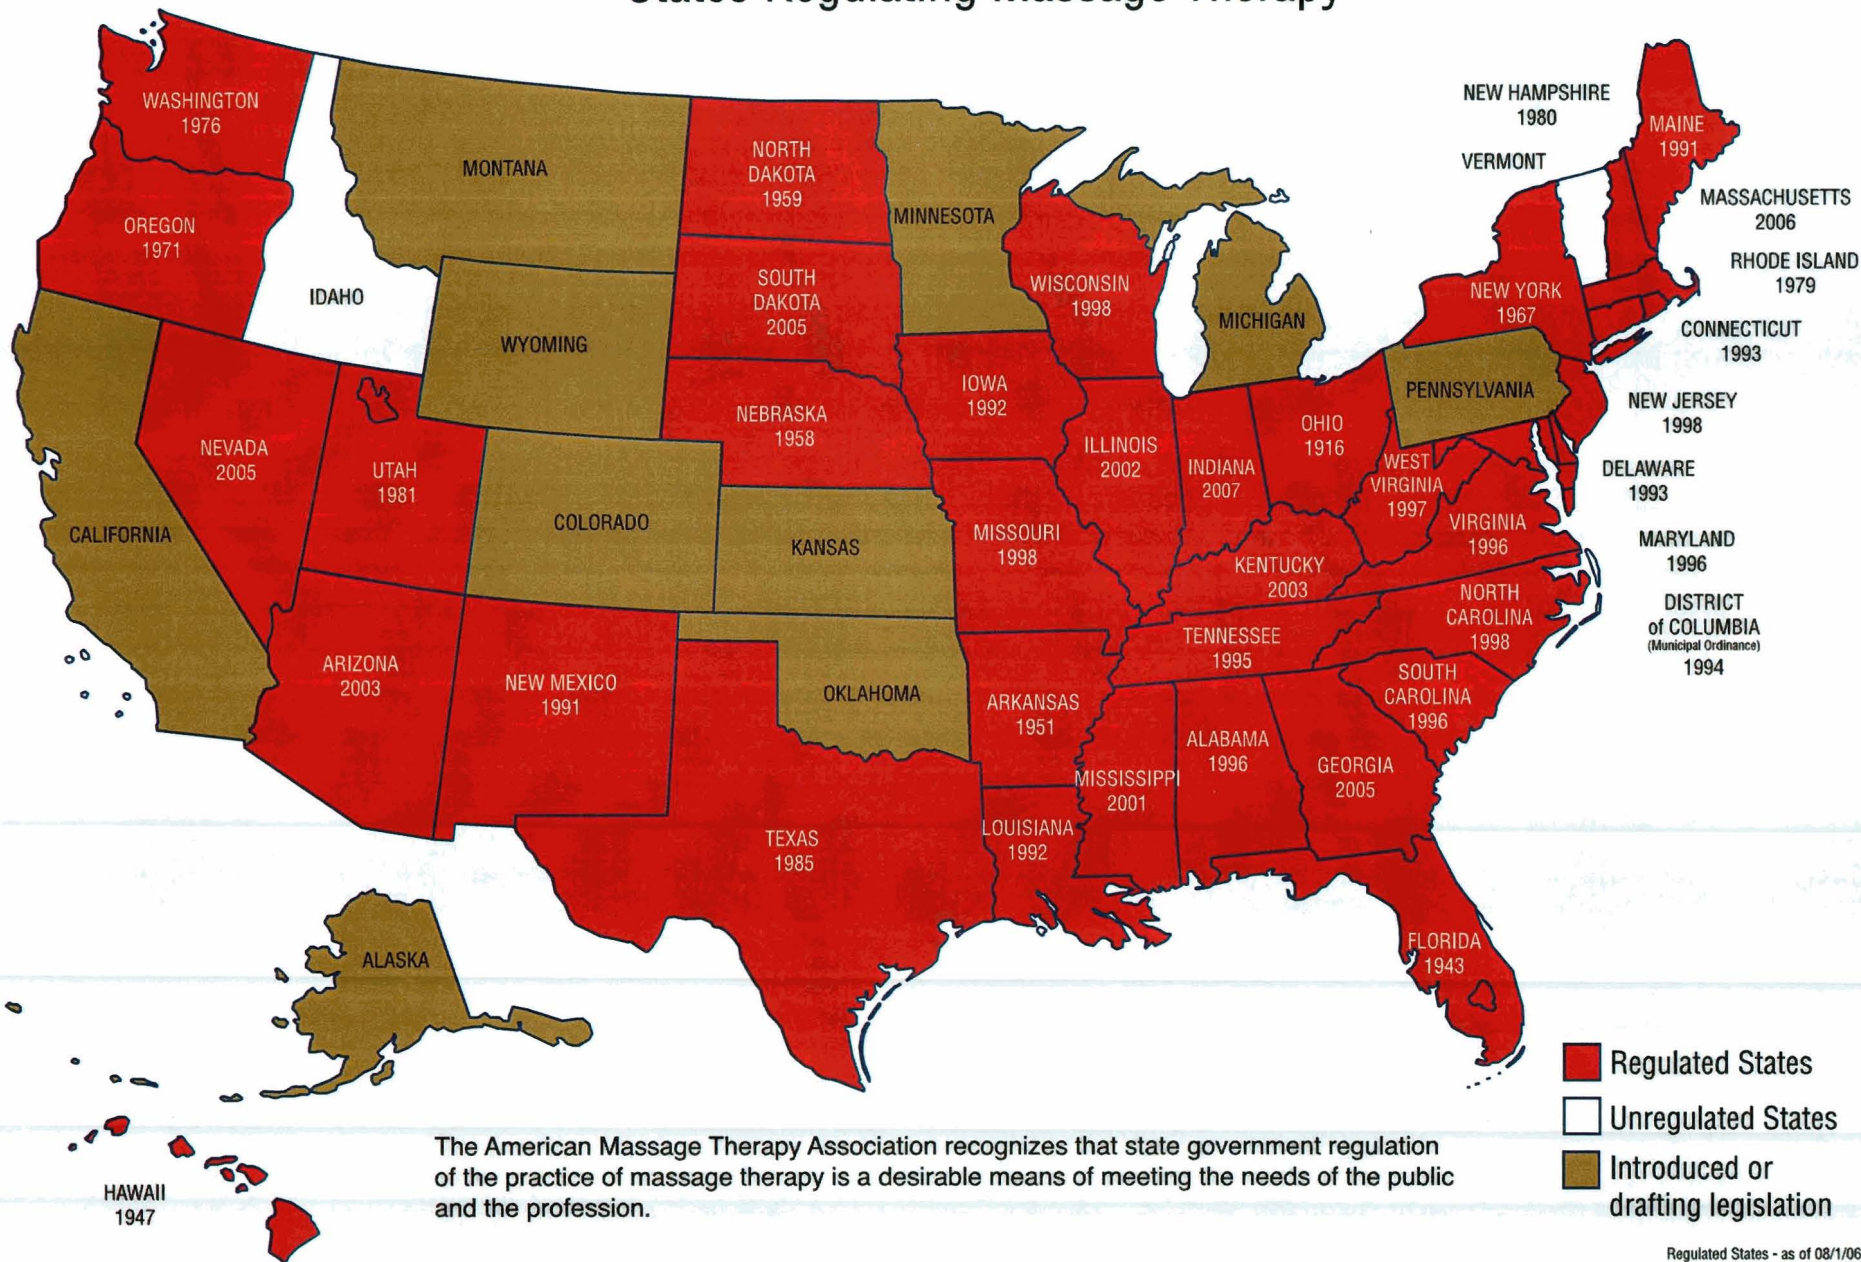 States Regulating Massage Therapy
WASHINGTON
1976
OREGON
1971
IDAHO
MONTANA
WYOMING
CALIFORNIA
NEVADA
2005
UTAH
1981
COLORADO
ARIZONA
2003
NEW MEXICO
1991
NORTH
DAKOTA
1959
SOUTH
DAKOTA
2005
NEBRASKA
1958
KANSAS
OKLAHOMA
TEXAS
1985
MINNESOTA
IOWA
1992
MISSOURI
1998
ARKANSAS
1951
LOUISIANA
1992
WISCONSIN
1998
ILLINOIS
2002
MICHIGAN
INDIANA
2007
OHIO
1916
KENTUCKY
2003
TENNESSEE
1995
MISSISSIPPI
2001
ALABAMA
1996
GEORGIA
2005
FLORIDA
1943
SOUTH
CAROLINA
1996
NORTH
CAROLINA
1998
VIRGINIA
1996
WEST
VIRGINIA
1997
PENNSYLVANIA
NEW YORK
1967
NEW HAMPSHIRE
1980
VERMONT
MAINE
1991
MASSACHUSETTS
2006
RHODE ISLAND
1979
CONNECTICUT
1993
NEW JERSEY
1998
DELAWARE
1993
MARYLAND
1996
DISTRICT
of COLUMBIA
(Municipal Ordinance)
1994
ALASKA
HAWAII
1947
The American Massage Therapy Association recognizes that state government regulation
of the practice of massage therapy is a desirable means of meeting the needs of the public
and the profession.
Regulated States
Unregulated States
Introduced or
drafting legislation
Regulated States - as of 08/1/06